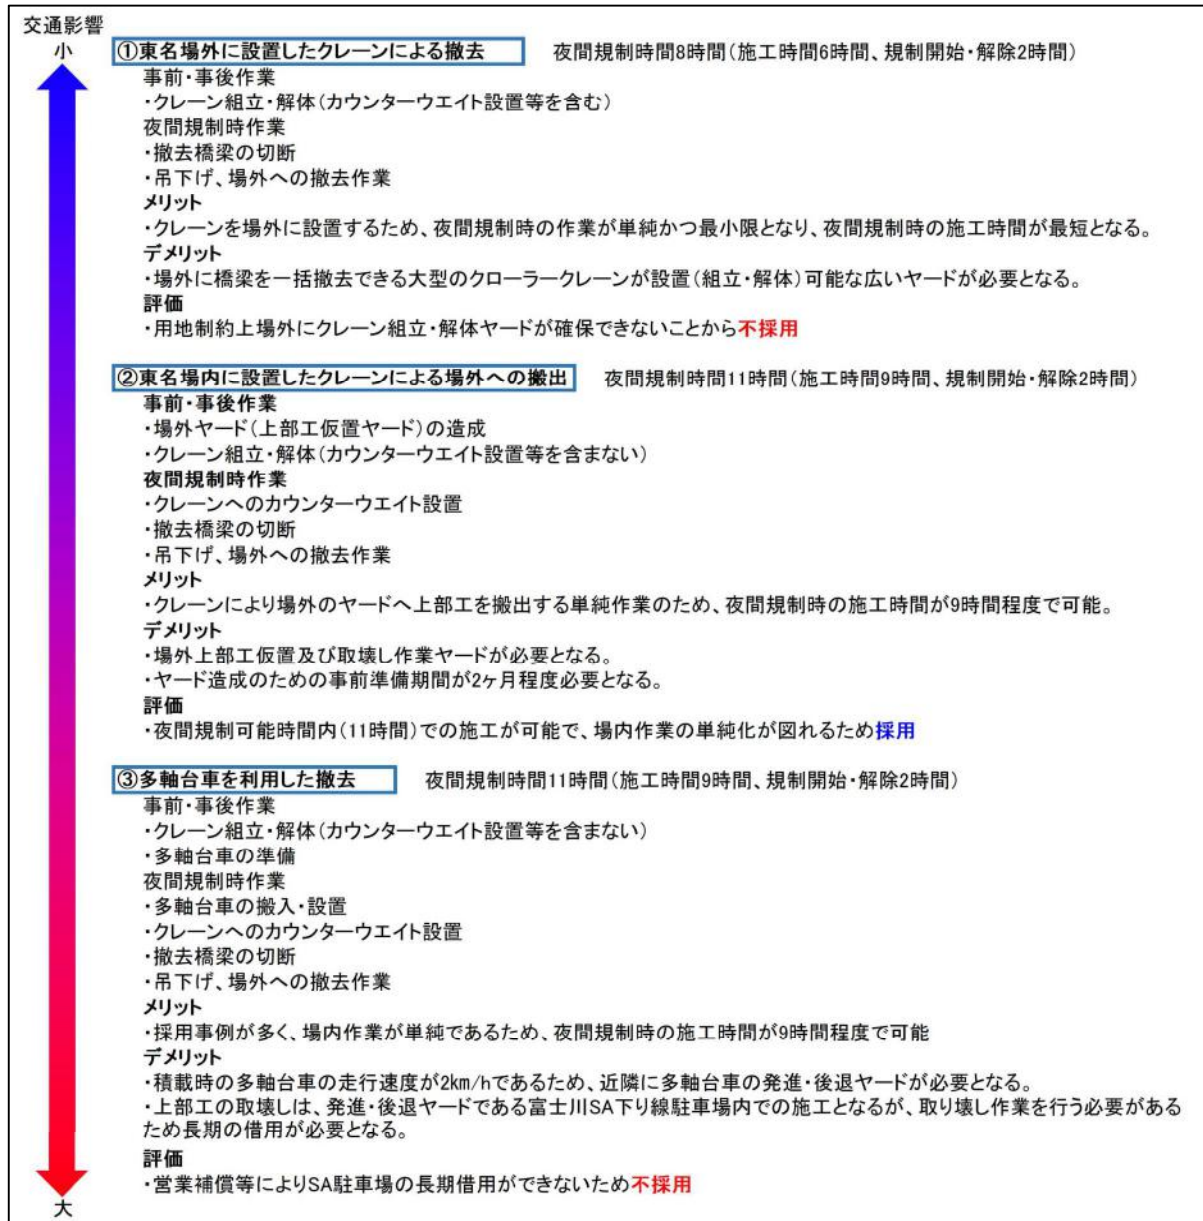 交通影響
小
①東名場外に設置したクレーンによる撤去　夜間規制時間8時間(施工時間6時間、規制開始・解除2時間)
事前・事後作業
・クレーン組立・解体(カウンターウエイト設置等を含む)
夜間規制時作業
・撤去橋梁の切断
・吊下げ、場外への撤去作業
メリット
・クレーンを場外に設置するため、夜間規制時の作業が単純かつ最小限となり、夜間規制時の施工時間が最短となる。
デメリット
・場外に橋梁を一括撤去できる大型のクローラークレーンが設置(組立・解体)可能な広いヤードが必要となる。
評価
・用地制約上場外にクレーン組立・解体ヤードが確保できないことから不採用
②東名場内に設置したクレーンによる場外への搬出　夜間規制時間11時間(施工時間9時間、規制開始・解除2時間)
事前・事後作業
・場外ヤード(上部工仮置ヤード)の造成
・クレーン組立・解体(カウンターウエイト設置等を含まない)
夜間規制時作業
・クレーンへのカウンターウエイト設置
・撤去橋梁の切断
・吊下げ、場外への撤去作業
メリット
・クレーンにより場外のヤードへ上部工を搬出する単純作業のため、夜間規制時の施工時間が9時間程度で可能。
デメリット
・場外上部工仮置及び取壊し作業ヤードが必要となる。
・ヤード造成のための事前準備期間が2ヶ月程度必要となる。
評価
・夜間規制可能時間内(11時間)での施工が可能で、場内作業の単純化が図れるため採用
③多軸台車を利用した撤去　夜間規制時間11時間(施工時間9時間、規制開始・解除2時間)
事前・事後作業
・クレーン組立・解体(カウンターウエイト設置等を含まない)
・多軸台車の準備
夜間規制時作業
・多軸台車の搬入・設置
・クレーンへのカウンターウエイト設置
・撤去橋梁の切断
・吊下げ、場外への撤去作業
メリット
・採用事例が多く、場内作業が単純であるため、夜間規制時の施工時間が9時間程度で可能
デメリット
・積載時の多軸台車の走行速度が2km/hであるため、近隣に多軸台車の発進・後退ヤードが必要となる。
・上部工の取壊しは、発進・後退ヤードである富士川SA下り線駐車場内での施工となるが、取り壊し作業を行う必要がある
ため長期の借用が必要となる。
評価
・営業補償等によりSA駐車場の長期借用ができないため不採用
大